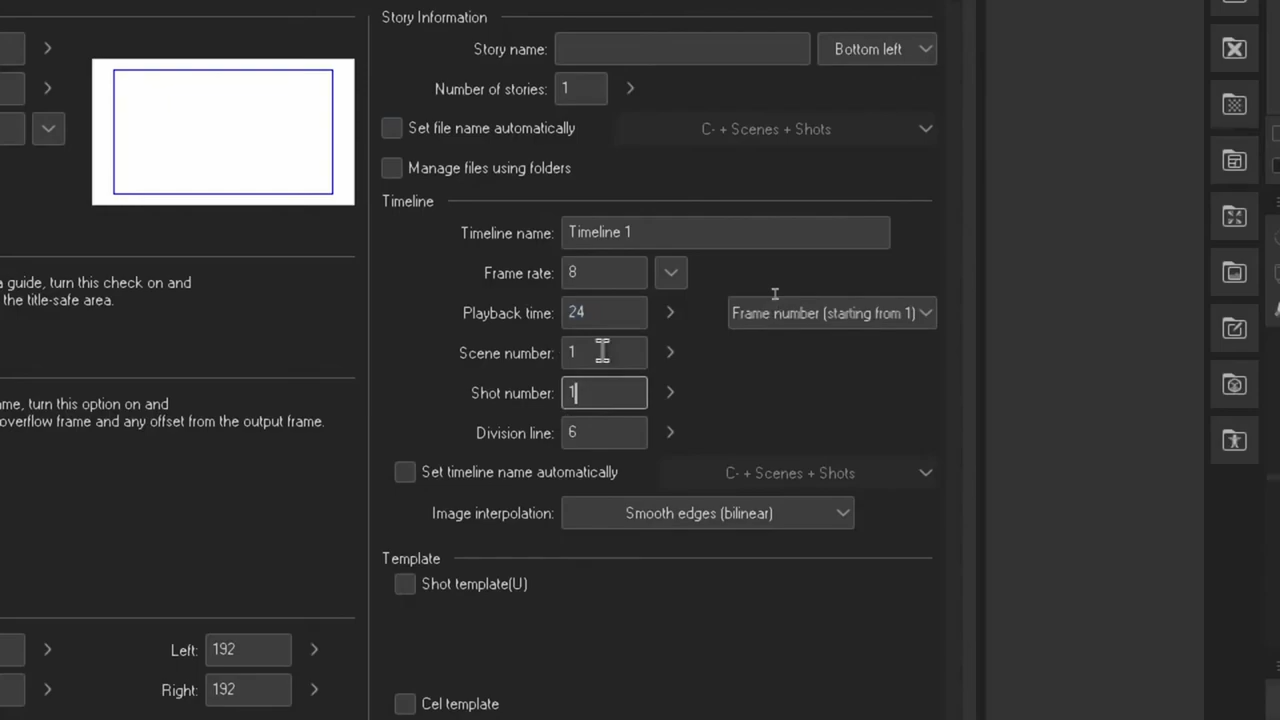 Story Information
Story name: Bottom left
Number of stories: 1
Set file name automatically C- + Scenes + Shots
Manage files using folders
Timeline
Timeline name: Timeline 1
Frame rate: 8
Playback time: 24 Frame number (starting from 1)
Scene number: 1
Shot number: 1
Division line: 6
Set timeline name automatically C- + Scenes + Shots
Image interpolation: Smooth edges (bilinear)
Template
Shot template(U)
Cel template
a guide, turn this check on and
the title-safe area.
me, turn this option on and
overflow frame and any offset from the output frame.
Left: 192
Right: 192